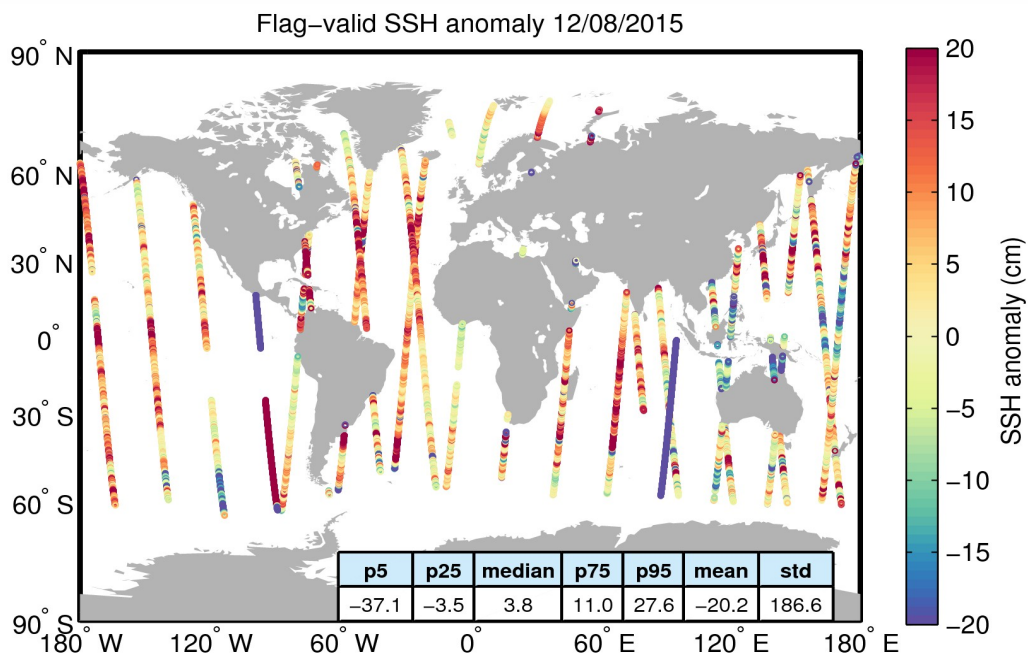 Flag−valid SSH anomaly 12/08/2015
90° N
60° N
30° N
0°
30° S
60° S
90° S
180° W 120° W 60° W 0° 60° E 120° E 180° E
p5 p25 median p75 p95 mean std
−37.1 −3.5 3.8 11.0 27.6 −20.2 186.6
20
15
10
5
0
−5
−10
−15
−20
SSH anomaly (cm)